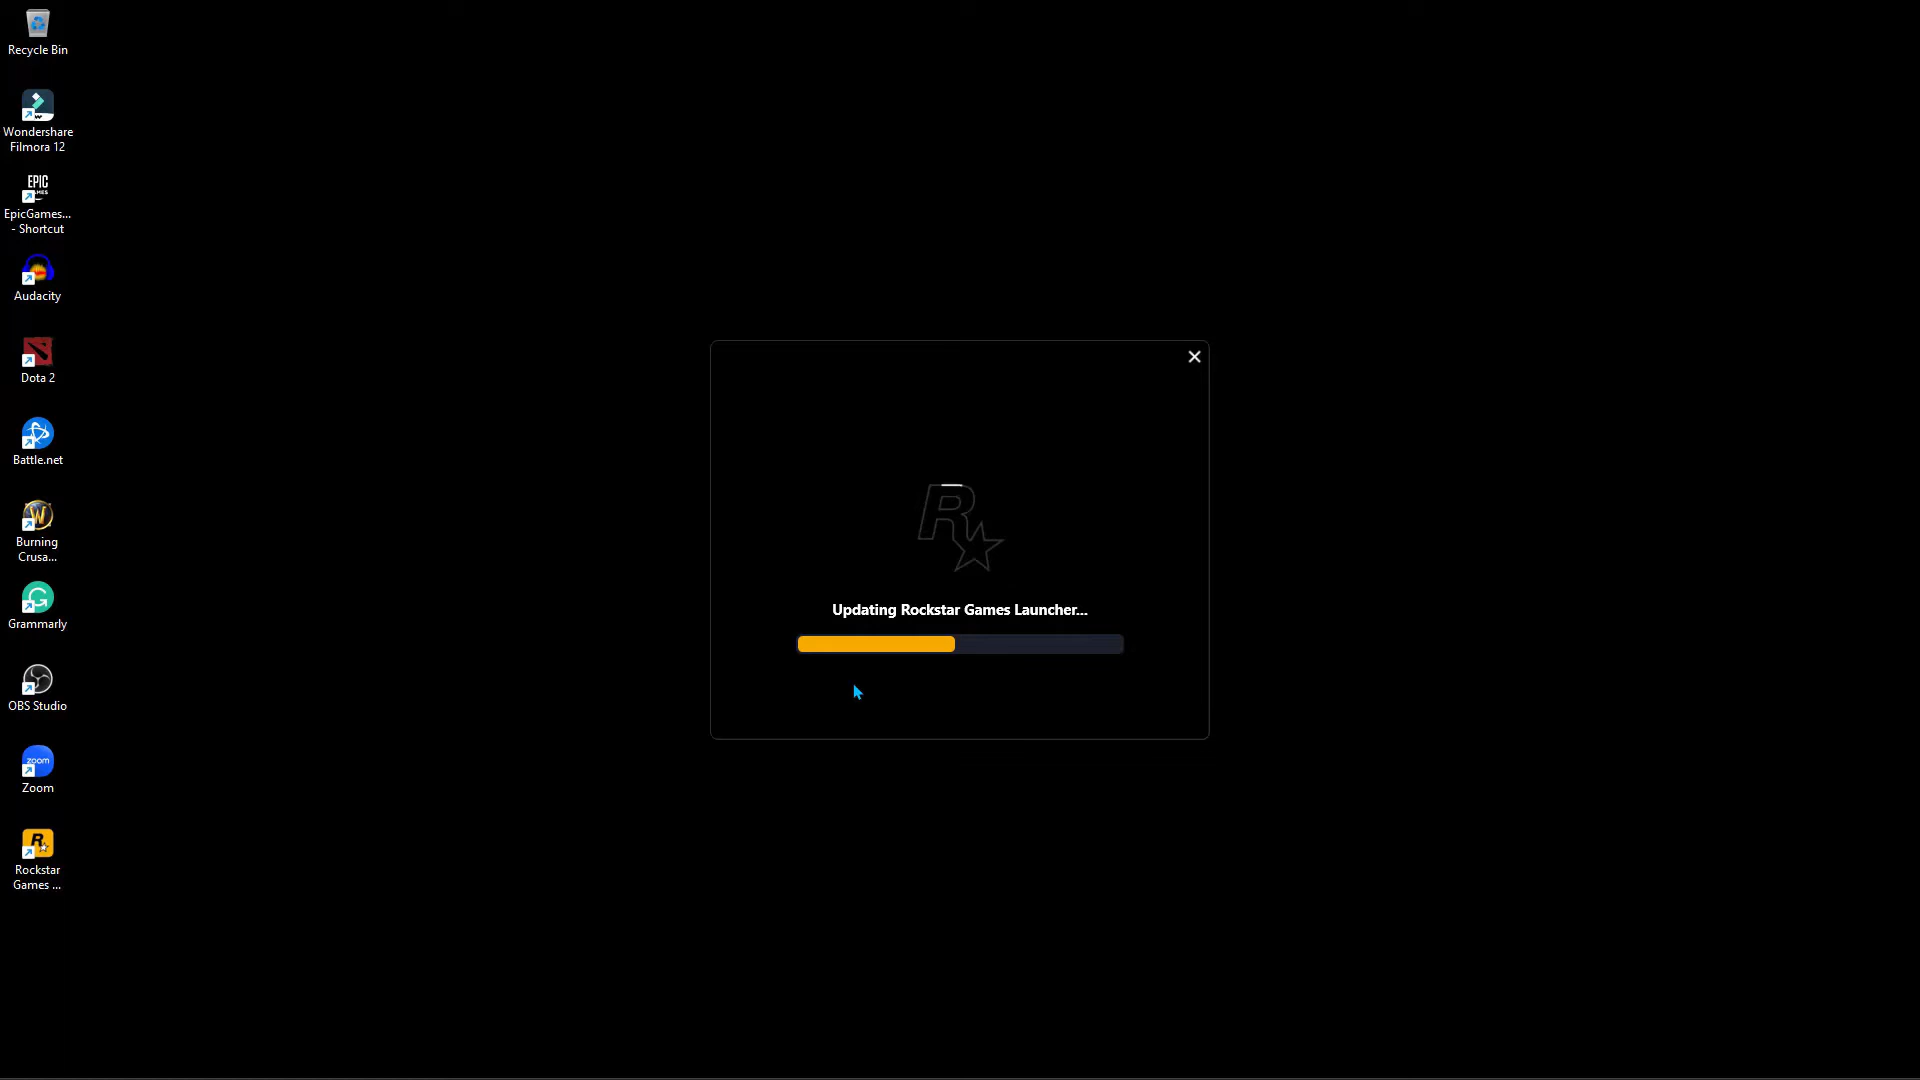 Recycle Bin
Wondershare
Filmora 12
EPIC
GAMES
EpicGames...
- Shortcut
Audacity
Dota 2
Battle.net
W
Burning
Crusa...
Grammarly
OBS Studio
zoom
Zoom
R
Rockstar
Games ...
R
Updating Rockstar Games Launcher...